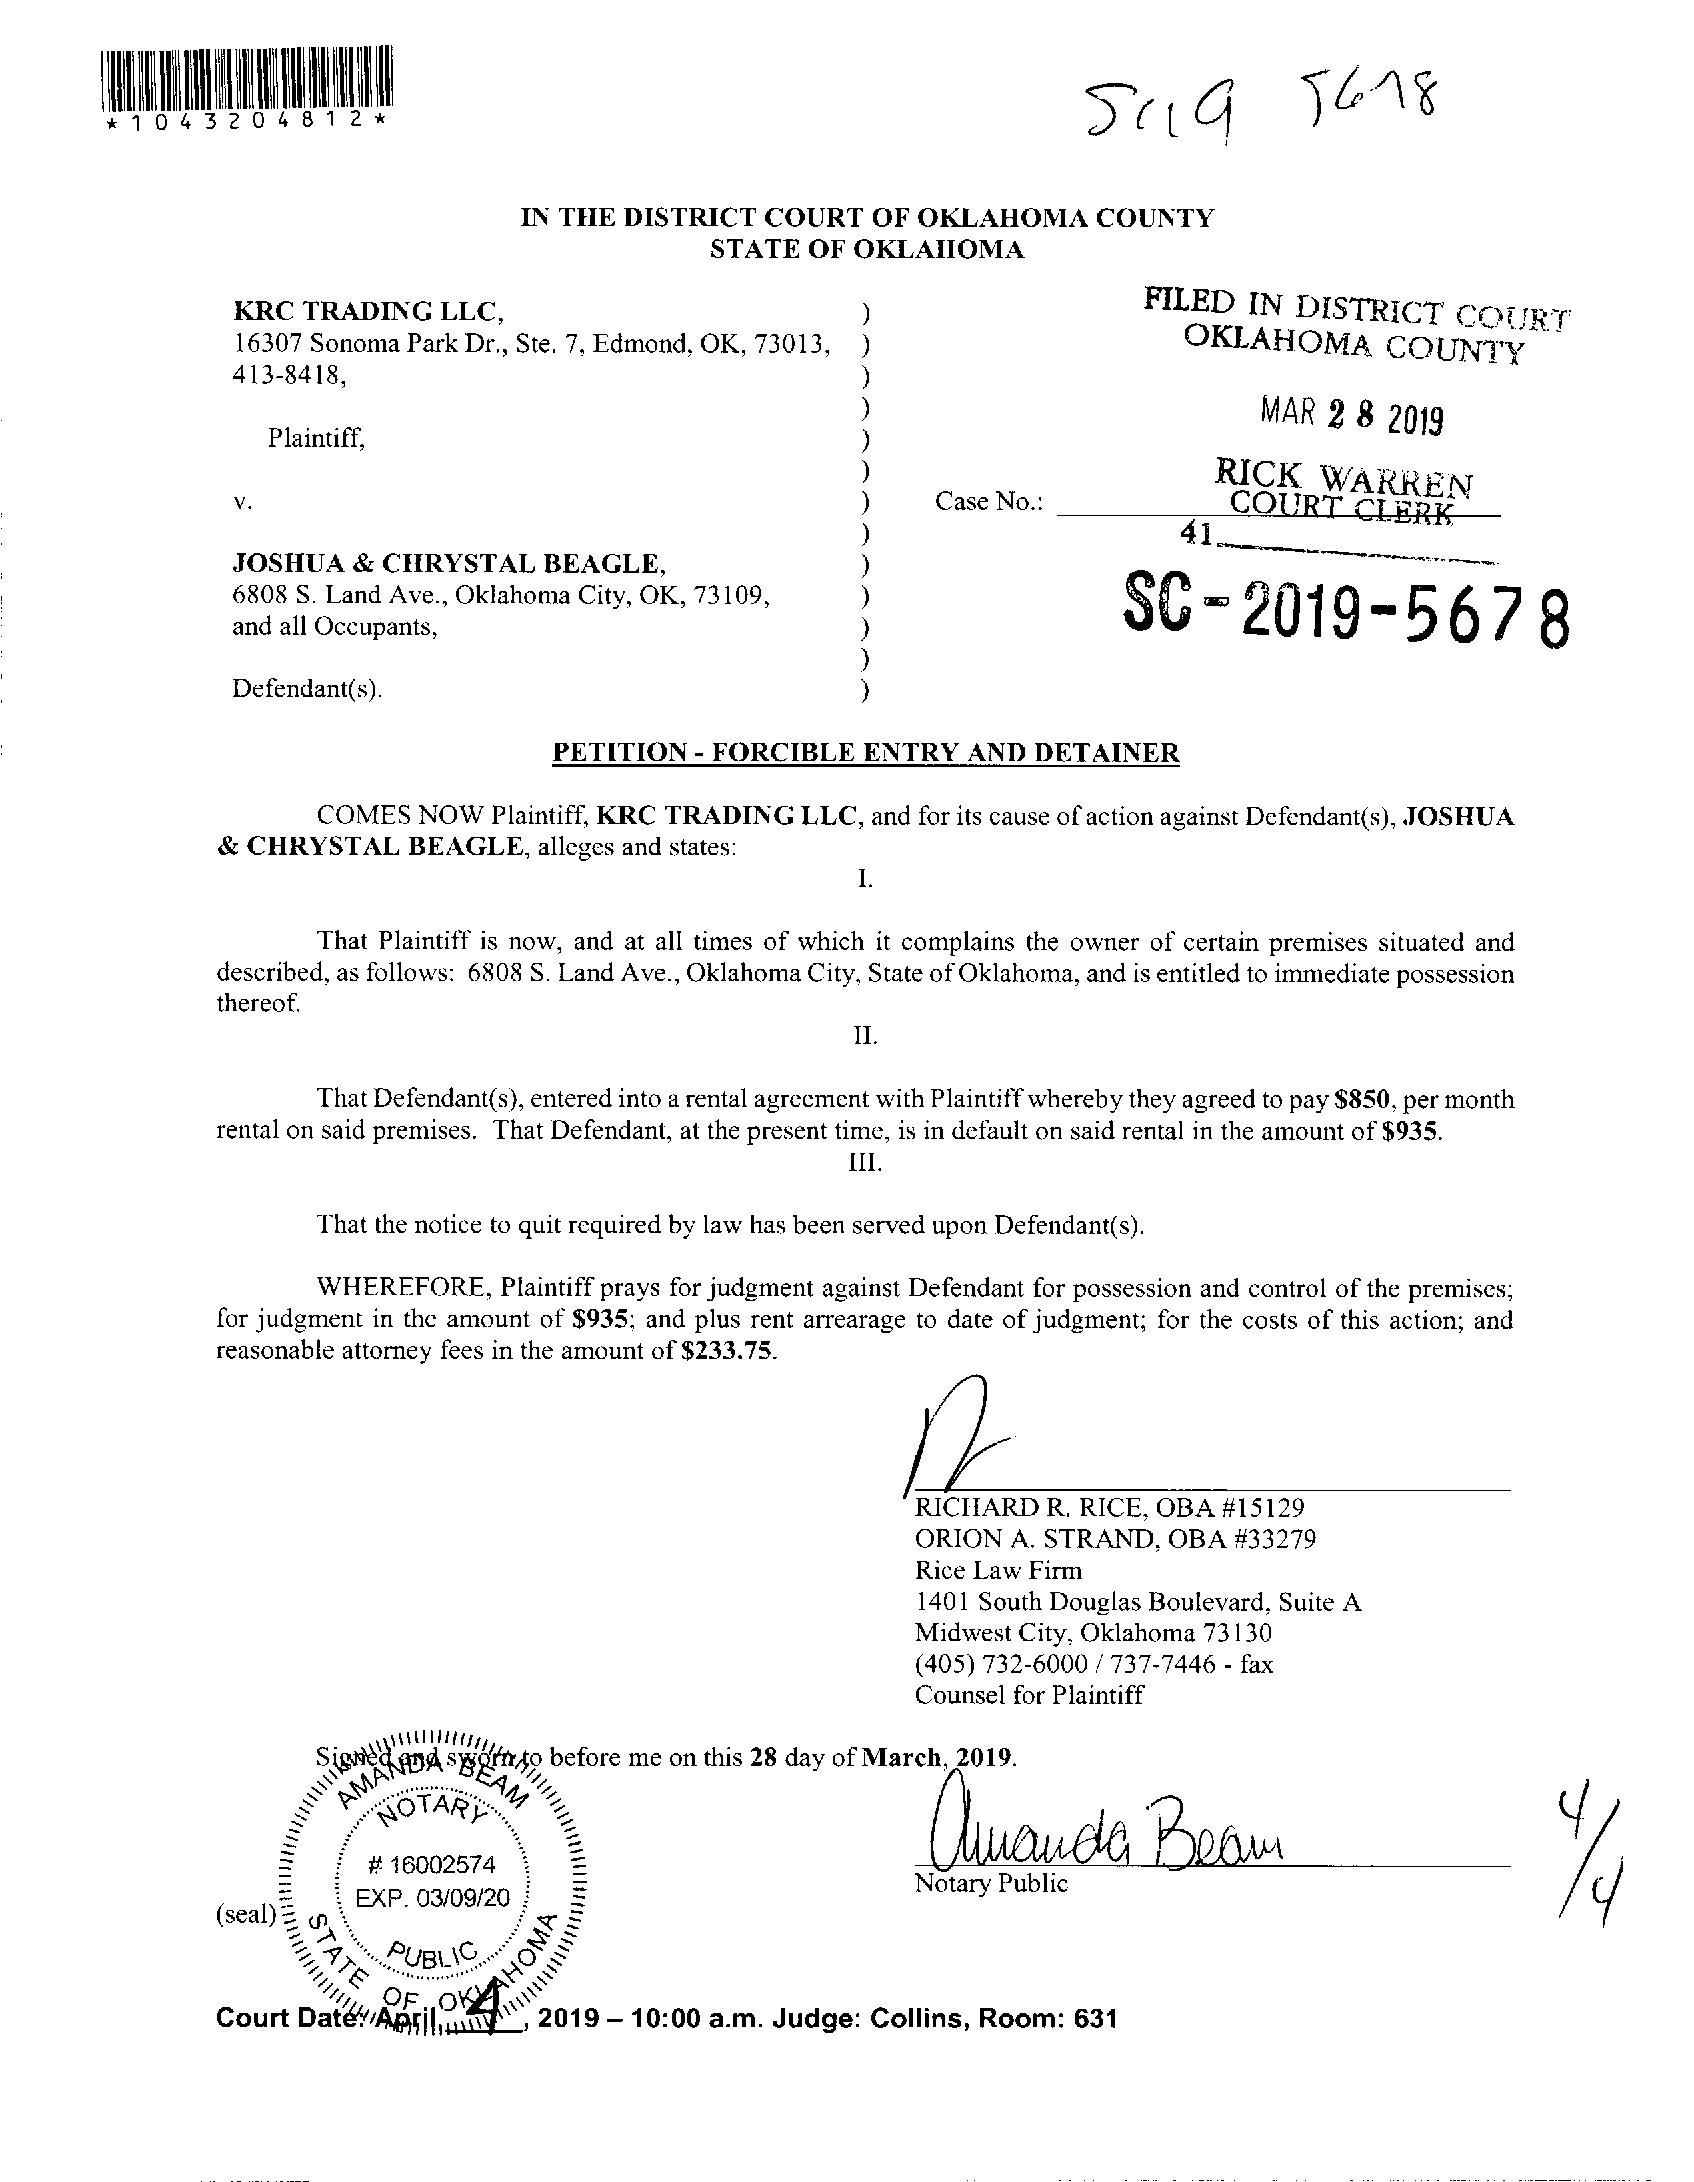 *1043204812*
SC19 5678
IN THE DISTRICT COURT OF OKLAHOMA COUNTY
STATE OF OKLAHOMA
KRC TRADING LLC, )
16307 Sonoma Park Dr., Ste. 7, Edmond, OK, 73013, )
413-8418, )
)
Plaintiff, )
)
v. )
)
JOSHUA & CHRYSTAL BEAGLE, )
6808 S. Land Ave., Oklahoma City, OK, 73109, )
and all Occupants, )
)
Defendant(s). )
Case No.:
FILED IN DISTRICT COURT
OKLAHOMA COUNTY
MAR 28 2019
RICK WARREN
COURT CLERK
41
SC-2019-5678
PETITION - FORCIBLE ENTRY AND DETAINER
COMES NOW Plaintiff, KRC TRADING LLC, and for its cause of action against Defendant(s), JOSHUA
& CHRYSTAL BEAGLE, alleges and states:
I.
That Plaintiff is now, and at all times of which it complains the owner of certain premises situated and
described, as follows: 6808 S. Land Ave., Oklahoma City, State of Oklahoma, and is entitled to immediate possession
thereof.
II.
That Defendant(s), entered into a rental agreement with Plaintiff whereby they agreed to pay $850, per month
rental on said premises. That Defendant, at the present time, is in default on said rental in the amount of $935.
III.
That the notice to quit required by law has been served upon Defendant(s).
WHEREFORE, Plaintiff prays for judgment against Defendant for possession and control of the premises;
for judgment in the amount of $935; and plus rent arrearage to date of judgment; for the costs of this action; and
reasonable attorney fees in the amount of $233.75.
RICHARD R. RICE, OBA #15129
ORION A. STRAND, OBA #33279
Rice Law Firm
1401 South Douglas Boulevard, Suite A
Midwest City, Oklahoma 73130
(405) 732-6000 / 737-7446 - fax
Counsel for Plaintiff
Signed and sworn to before me on this 28 day of March, 2019.
Amanda Beam
Notary Public
4/4
(seal)
AMANDA BEAM
NOTARY
# 16002574
EXP. 03/09/20
PUBLIC
STATE OF OKLAHOMA
Court Date: April 4, 2019 – 10:00 a.m. Judge: Collins, Room: 631